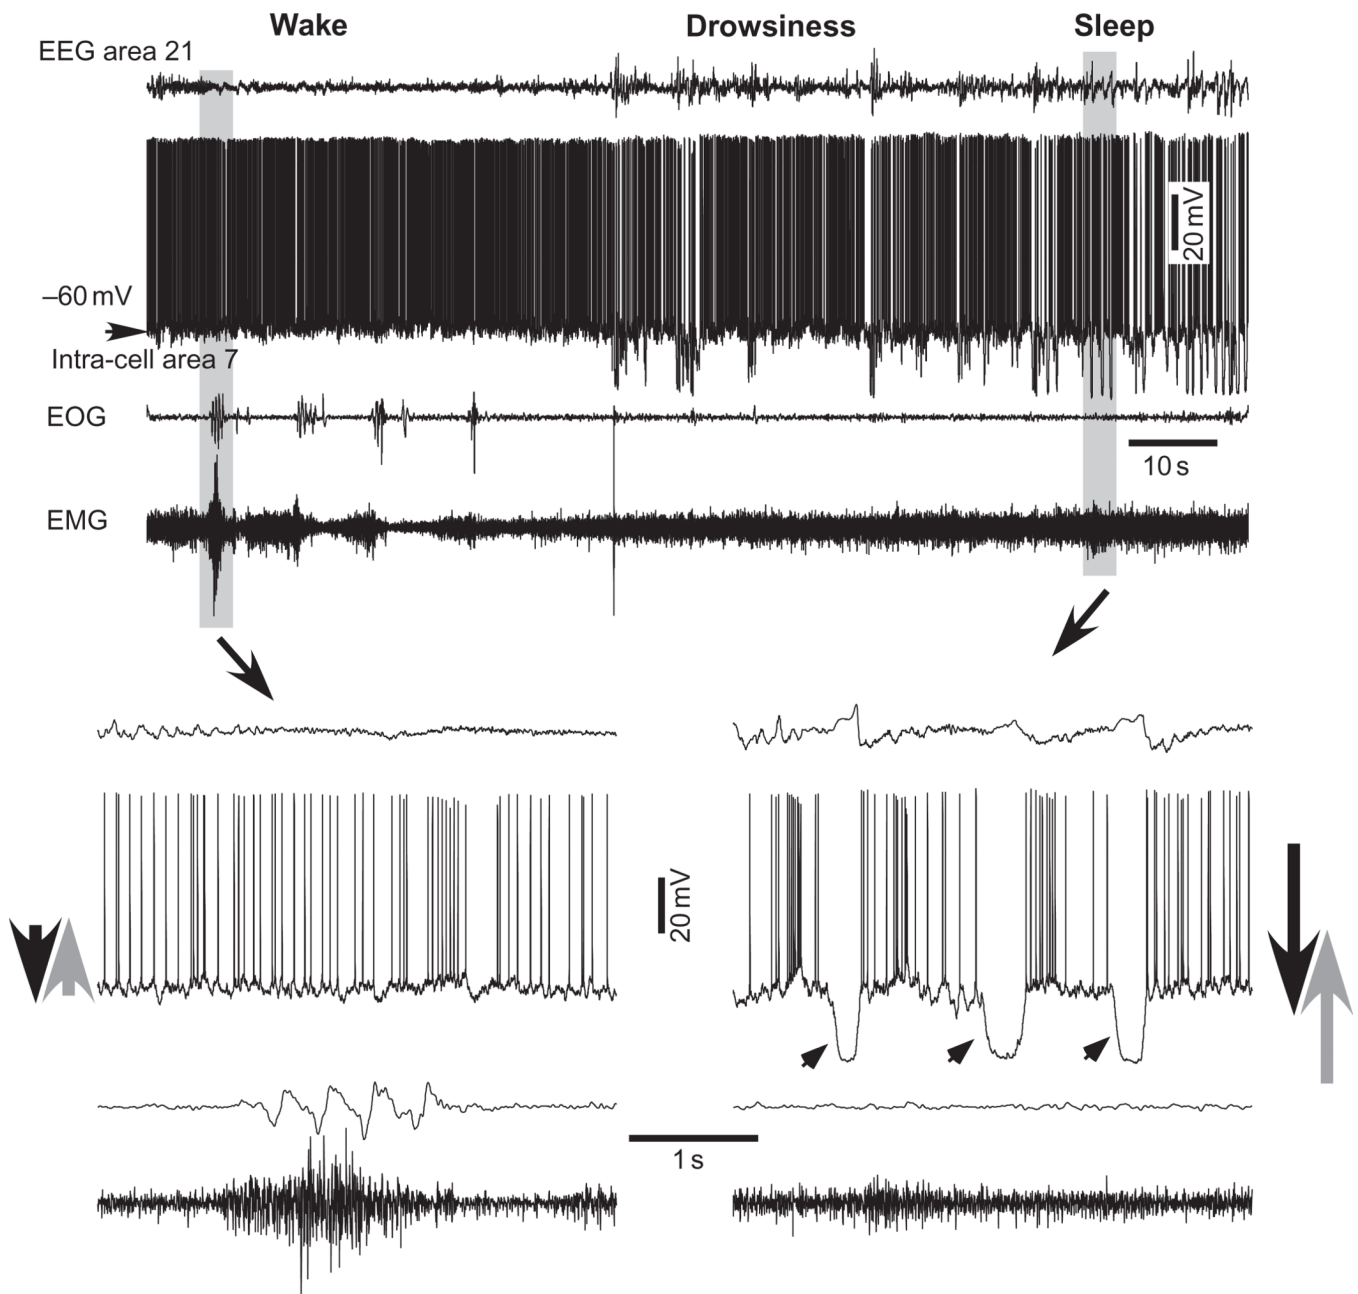 Wake
Drowsiness
Sleep
EEG area 21
20 mV
–60 mV
Intra-cell area 7
EOG
10 s
EMG
20 mV
1 s